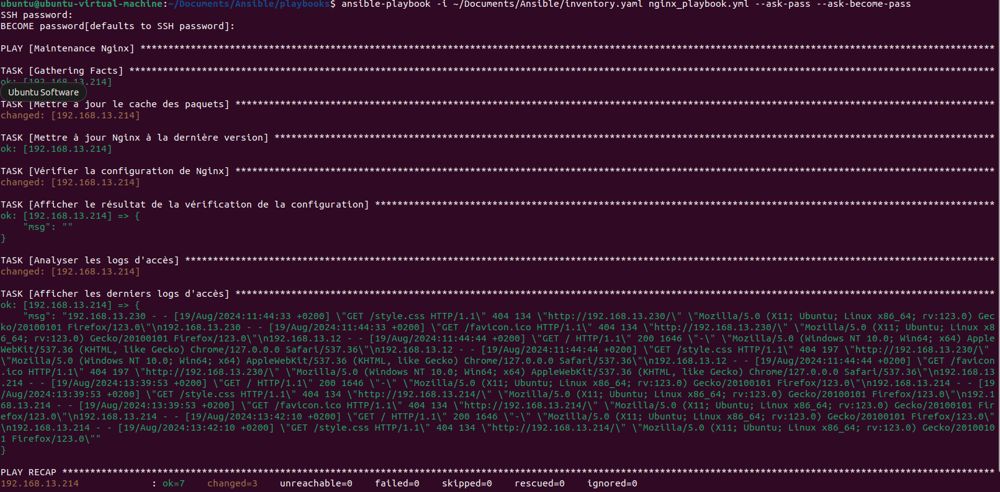 ubuntu@ubuntu-virtual-machine:~/Documents/Ansible/playbooks$ ansible-playbook -i ~/Documents/Ansible/inventory.yaml nginx_playbook.yml --ask-pass --ask-become-pass
SSH password:
BECOME password[defaults to SSH password]:
PLAY [Maintenance Nginx] ****************************************************************************************************************************************************
TASK [Gathering Facts] ******************************************************************************************************************************************************
ok: [192.168.13.214]
Ubuntu Software
TASK [Mettre à jour le cache des paquets] ***********************************************************************************************************************************
changed: [192.168.13.214]
TASK [Mettre à jour Nginx à la dernière version] ****************************************************************************************************************************
ok: [192.168.13.214]
TASK [Vérifier la configuration de Nginx] ***********************************************************************************************************************************
changed: [192.168.13.214]
TASK [Afficher le résultat de la vérification de la configuration] **********************************************************************************************************
ok: [192.168.13.214] => {
    "msg": ""
}
TASK [Analyser les logs d'accès] ********************************************************************************************************************************************
changed: [192.168.13.214]
TASK [Afficher les derniers logs d'accès] ***********************************************************************************************************************************
ok: [192.168.13.214] => {
    "msg": "192.168.13.230 - - [19/Aug/2024:11:44:33 +0200] \"GET /style.css HTTP/1.1\" 404 134 \"http://192.168.13.230/\" \"Mozilla/5.0 (X11; Ubuntu; Linux x86_64; rv:123.0) Gec
ko/20100101 Firefox/123.0\"\n192.168.13.230 - - [19/Aug/2024:11:44:33 +0200] \"GET /favicon.ico HTTP/1.1\" 404 134 \"http://192.168.13.230/\" \"Mozilla/5.0 (X11; Ubuntu; Linux x8
6_64; rv:123.0) Gecko/20100101 Firefox/123.0\"\n192.168.13.12 - - [19/Aug/2024:11:44:44 +0200] \"GET / HTTP/1.1\" 200 1646 \"-\" \"Mozilla/5.0 (Windows NT 10.0; Win64; x64) Apple
WebKit/537.36 (KHTML, like Gecko) Chrome/127.0.0.0 Safari/537.36\"\n192.168.13.12 - - [19/Aug/2024:11:44:44 +0200] \"GET /style.css HTTP/1.1\" 404 197 \"http://192.168.13.230/\"
\"Mozilla/5.0 (Windows NT 10.0; Win64; x64) AppleWebKit/537.36 (KHTML, like Gecko) Chrome/127.0.0.0 Safari/537.36\"\n192.168.13.12 - - [19/Aug/2024:11:44:44 +0200] \"GET /favicon
.ico HTTP/1.1\" 404 197 \"http://192.168.13.230/\" \"Mozilla/5.0 (Windows NT 10.0; Win64; x64) AppleWebKit/537.36 (KHTML, like Gecko) Chrome/127.0.0.0 Safari/537.36\"\n192.168.13
.214 - - [19/Aug/2024:13:39:53 +0200] \"GET / HTTP/1.1\" 200 1646 \"-\" \"Mozilla/5.0 (X11; Ubuntu; Linux x86_64; rv:123.0) Gecko/20100101 Firefox/123.0\"\n192.168.13.214 - - [19
/Aug/2024:13:39:53 +0200] \"GET /style.css HTTP/1.1\" 404 134 \"http://192.168.13.214/\" \"Mozilla/5.0 (X11; Ubuntu; Linux x86_64; rv:123.0) Gecko/20100101 Firefox/123.0\"\n192.1
68.13.214 - - [19/Aug/2024:13:39:53 +0200] \"GET /favicon.ico HTTP/1.1\" 404 134 \"http://192.168.13.214/\" \"Mozilla/5.0 (X11; Ubuntu; Linux x86_64; rv:123.0) Gecko/20100101 Fir
efox/123.0\"\n192.168.13.214 - - [19/Aug/2024:13:42:10 +0200] \"GET / HTTP/1.1\" 200 1646 \"-\" \"Mozilla/5.0 (X11; Ubuntu; Linux x86_64; rv:123.0) Gecko/20100101 Firefox/123.0\"
\n192.168.13.214 - - [19/Aug/2024:13:42:10 +0200] \"GET /style.css HTTP/1.1\" 404 134 \"http://192.168.13.214/\" \"Mozilla/5.0 (X11; Ubuntu; Linux x86_64; rv:123.0) Gecko/2010010
1 Firefox/123.0\""
}
PLAY RECAP ******************************************************************************************************************************************************************
192.168.13.214             : ok=7    changed=3    unreachable=0    failed=0    skipped=0    rescued=0    ignored=0